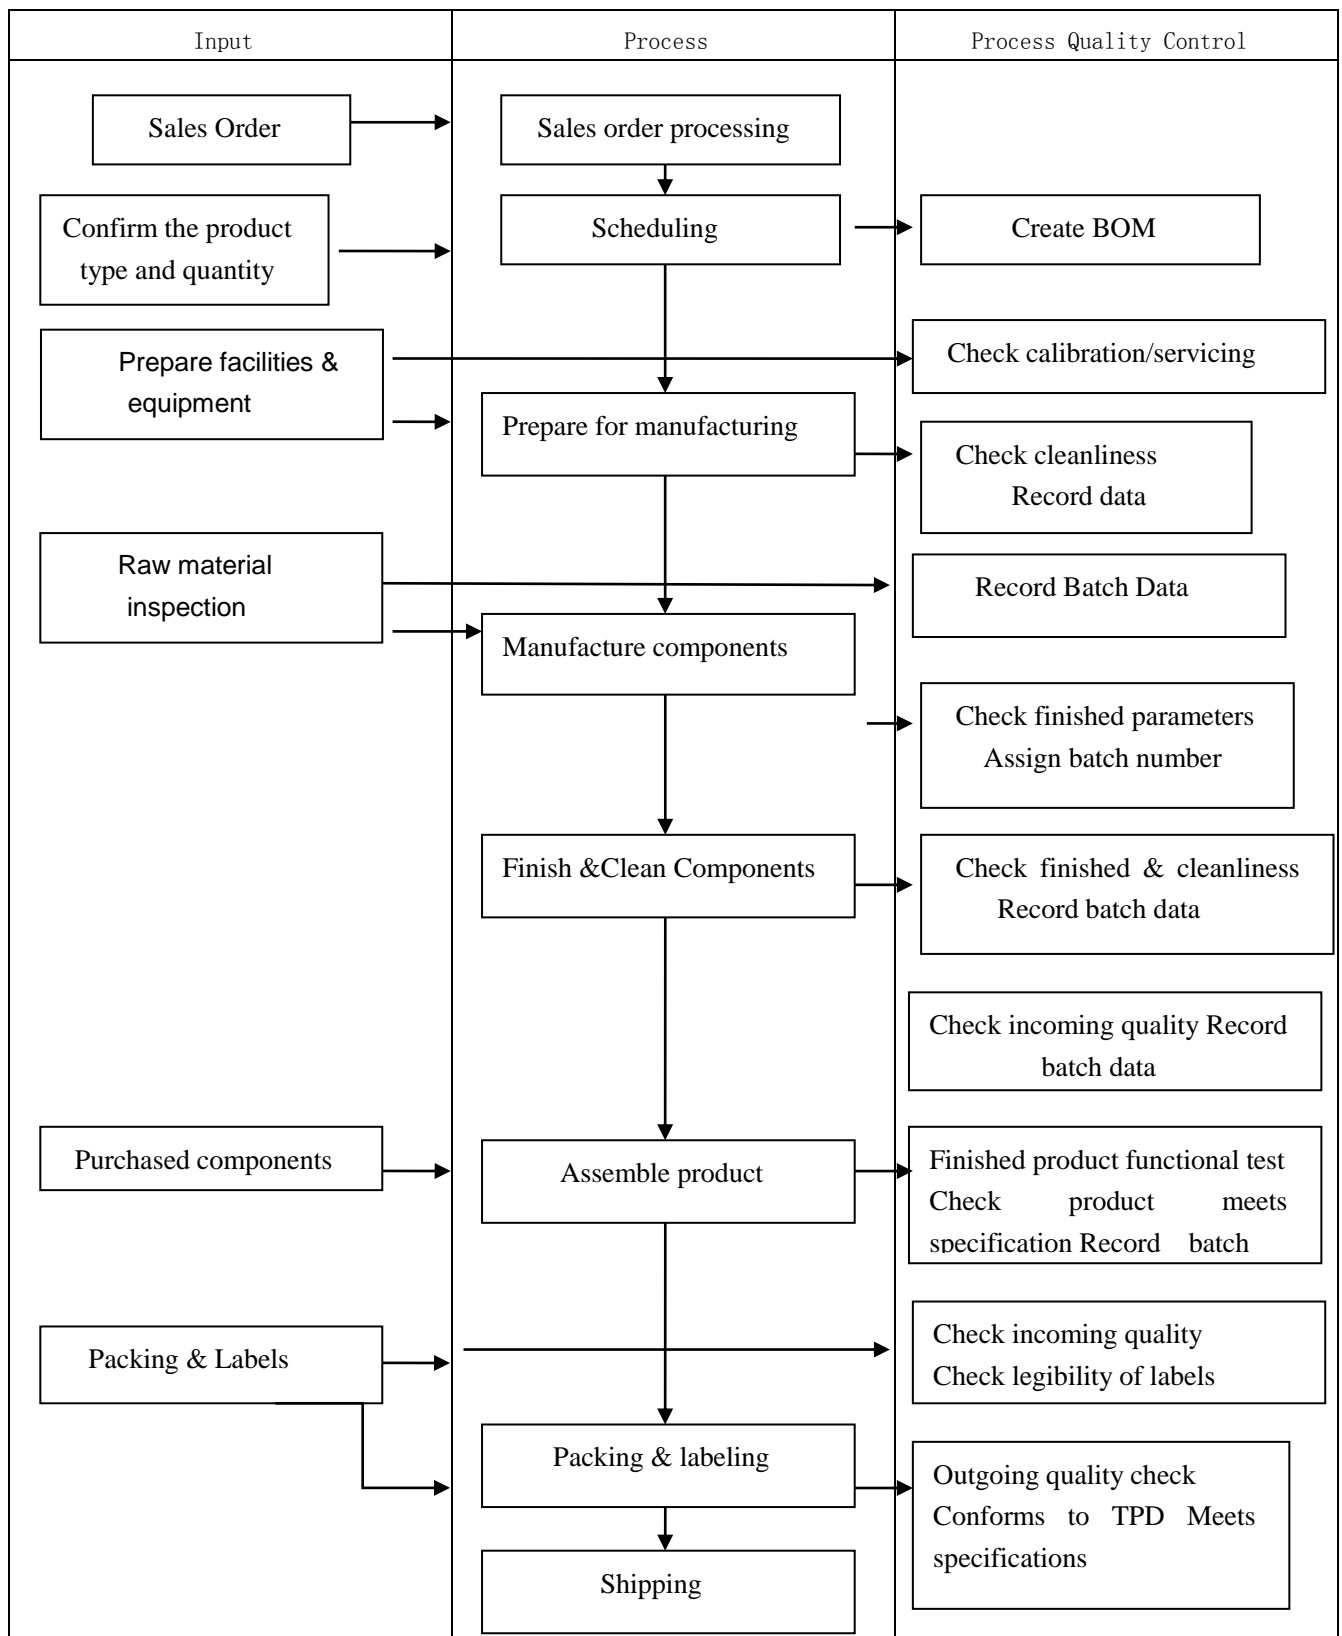 Input
Process
Process Quality Control
Sales Order
Sales order processing
Confirm the product
type and quantity
Scheduling
Create BOM
Prepare facilities &
equipment
Check calibration/servicing
Prepare for manufacturing
Check cleanliness
Record data
Raw material
inspection
Record Batch Data
Manufacture components
Check finished parameters
Assign batch number
Finish &Clean Components
Check finished & cleanliness
Record batch data
Check incoming quality Record
batch data
Purchased components
Assemble product
Finished product functional test
Check product meets
specification Record batch
Packing & Labels
Check incoming quality
Check legibility of labels
Packing & labeling
Outgoing quality check
Conforms to TPD Meets
specifications
Shipping